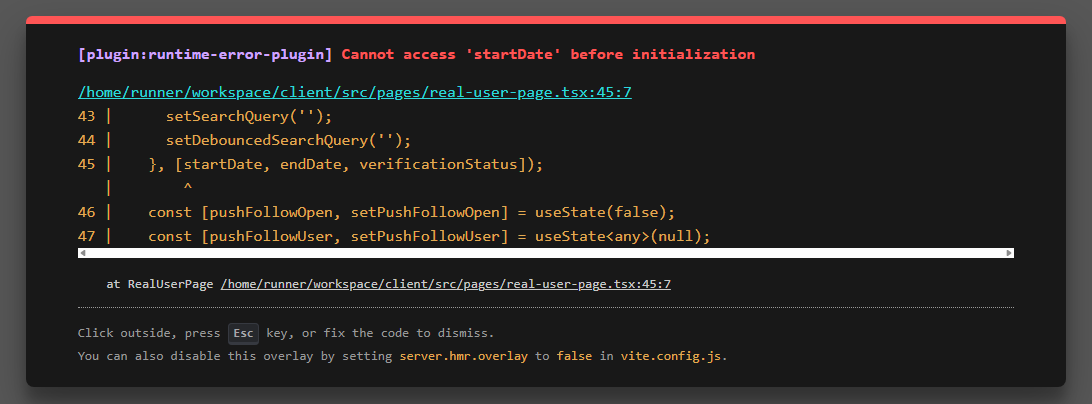 [plugin:runtime-error-plugin] Cannot access 'startDate' before initialization
/home/runner/workspace/client/src/pages/real-user-page.tsx:45:7
43 |      setSearchQuery('');
44 |      setDebouncedSearchQuery('');
45 |    }, [startDate, endDate, verificationStatus]);
   |        ^
46 |    const [pushFollowOpen, setPushFollowOpen] = useState(false);
47 |    const [pushFollowUser, setPushFollowUser] = useState<any>(null);
at RealUserPage /home/runner/workspace/client/src/pages/real-user-page.tsx:45:7
Click outside, press Esc key, or fix the code to dismiss.
You can also disable this overlay by setting server.hmr.overlay to false in vite.config.js.